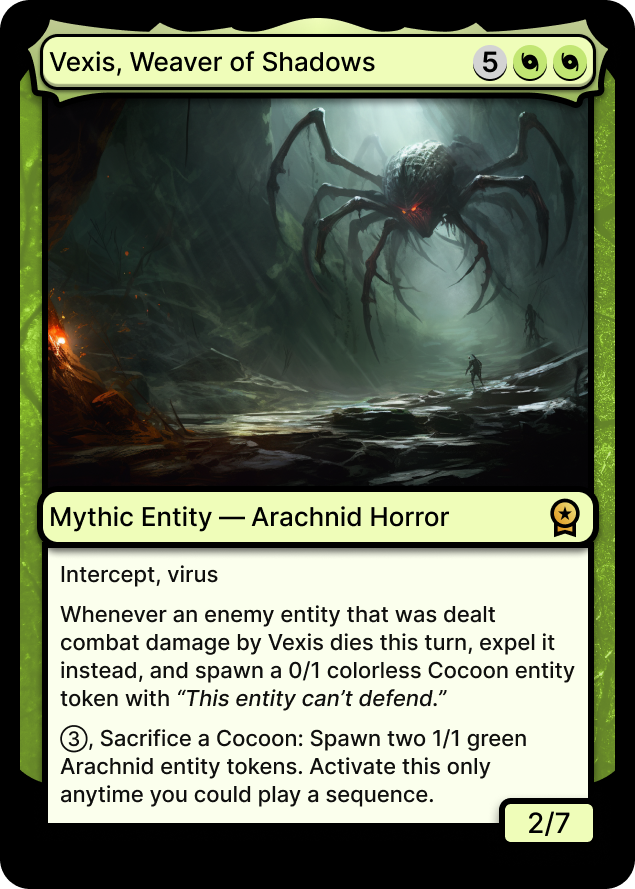 Vexis, Weaver of Shadows 5
Mythic Entity — Arachnid Horror
Intercept, virus
Whenever an enemy entity that was dealt
combat damage by Vexis dies this turn, expel it
instead, and spawn a 0/1 colorless Cocoon entity
token with “This entity can’t defend.”
③, Sacrifice a Cocoon: Spawn two 1/1 green
Arachnid entity tokens. Activate this only
anytime you could play a sequence.
2/7